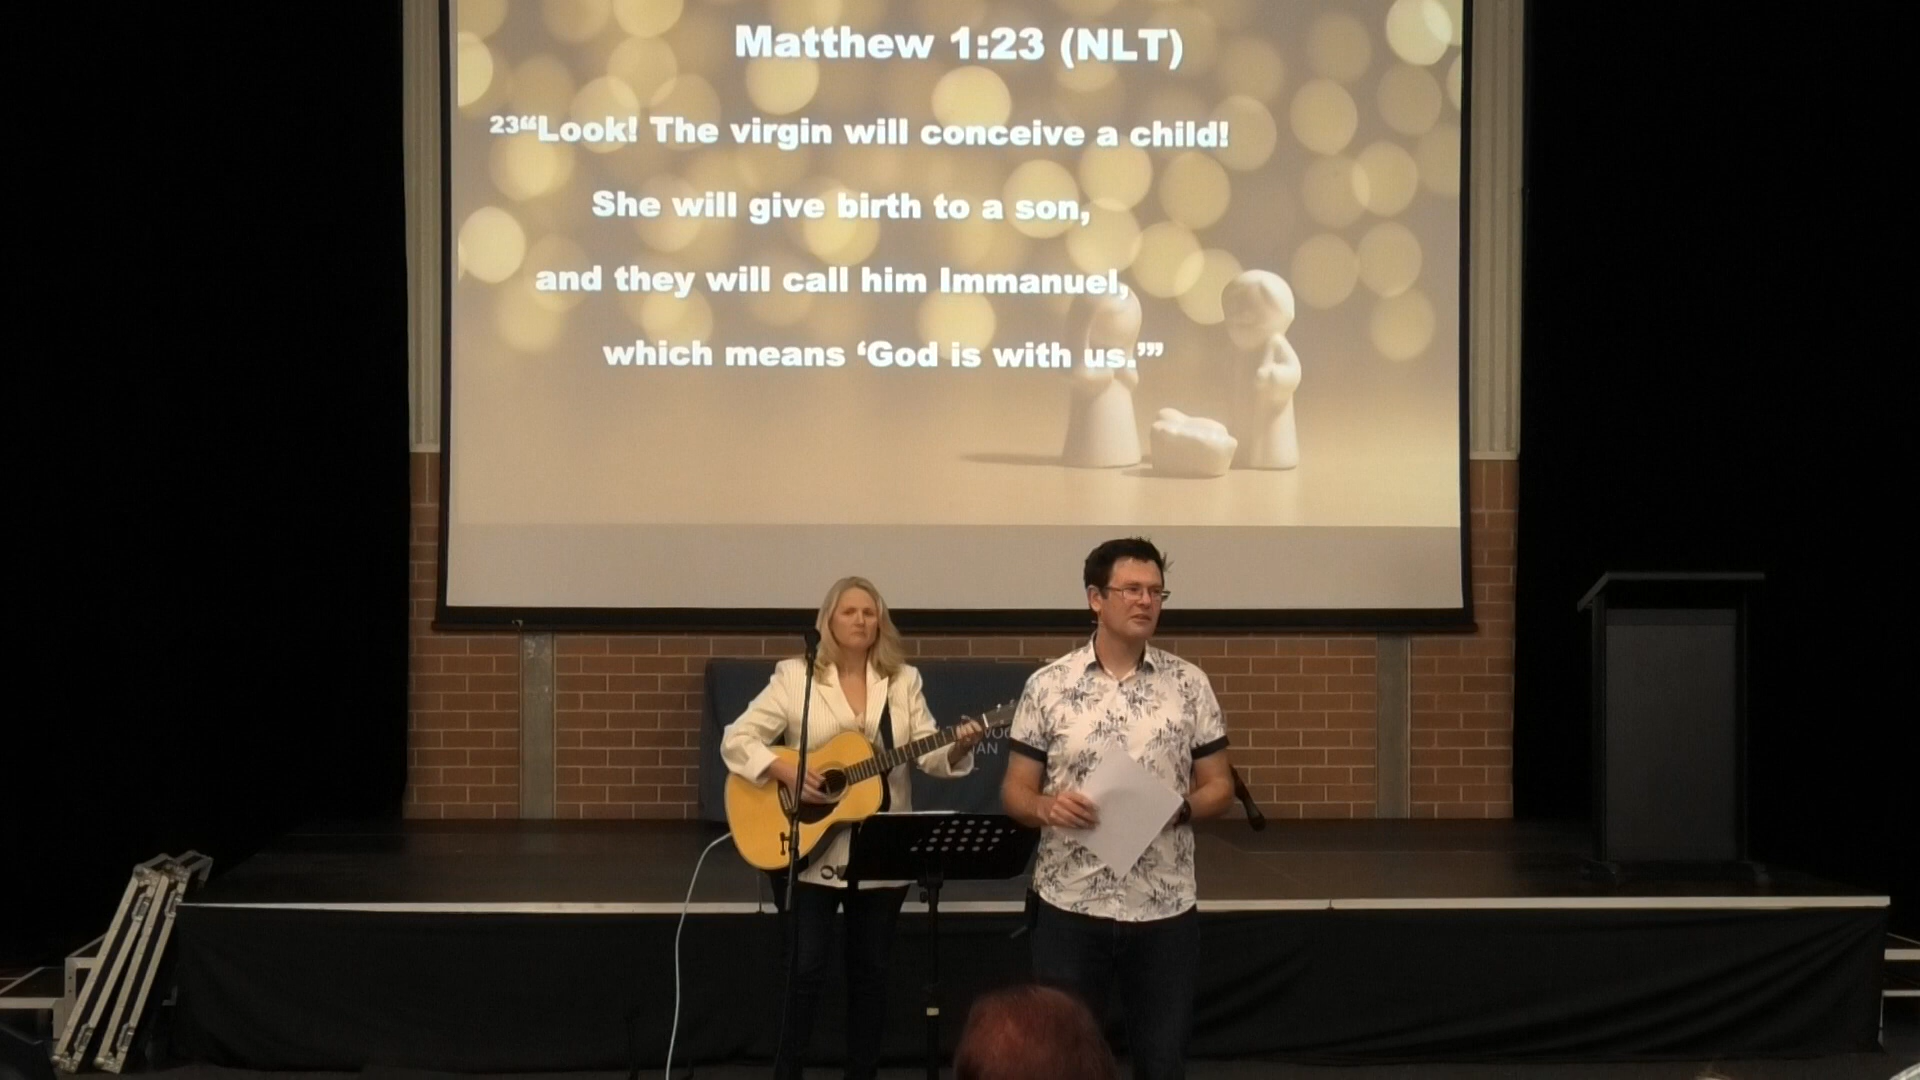 Matthew 1:23 (NLT)
23“Look! The virgin will conceive a child!
She will give birth to a son,
and they will call him Immanuel,
which means ‘God is with us.’”